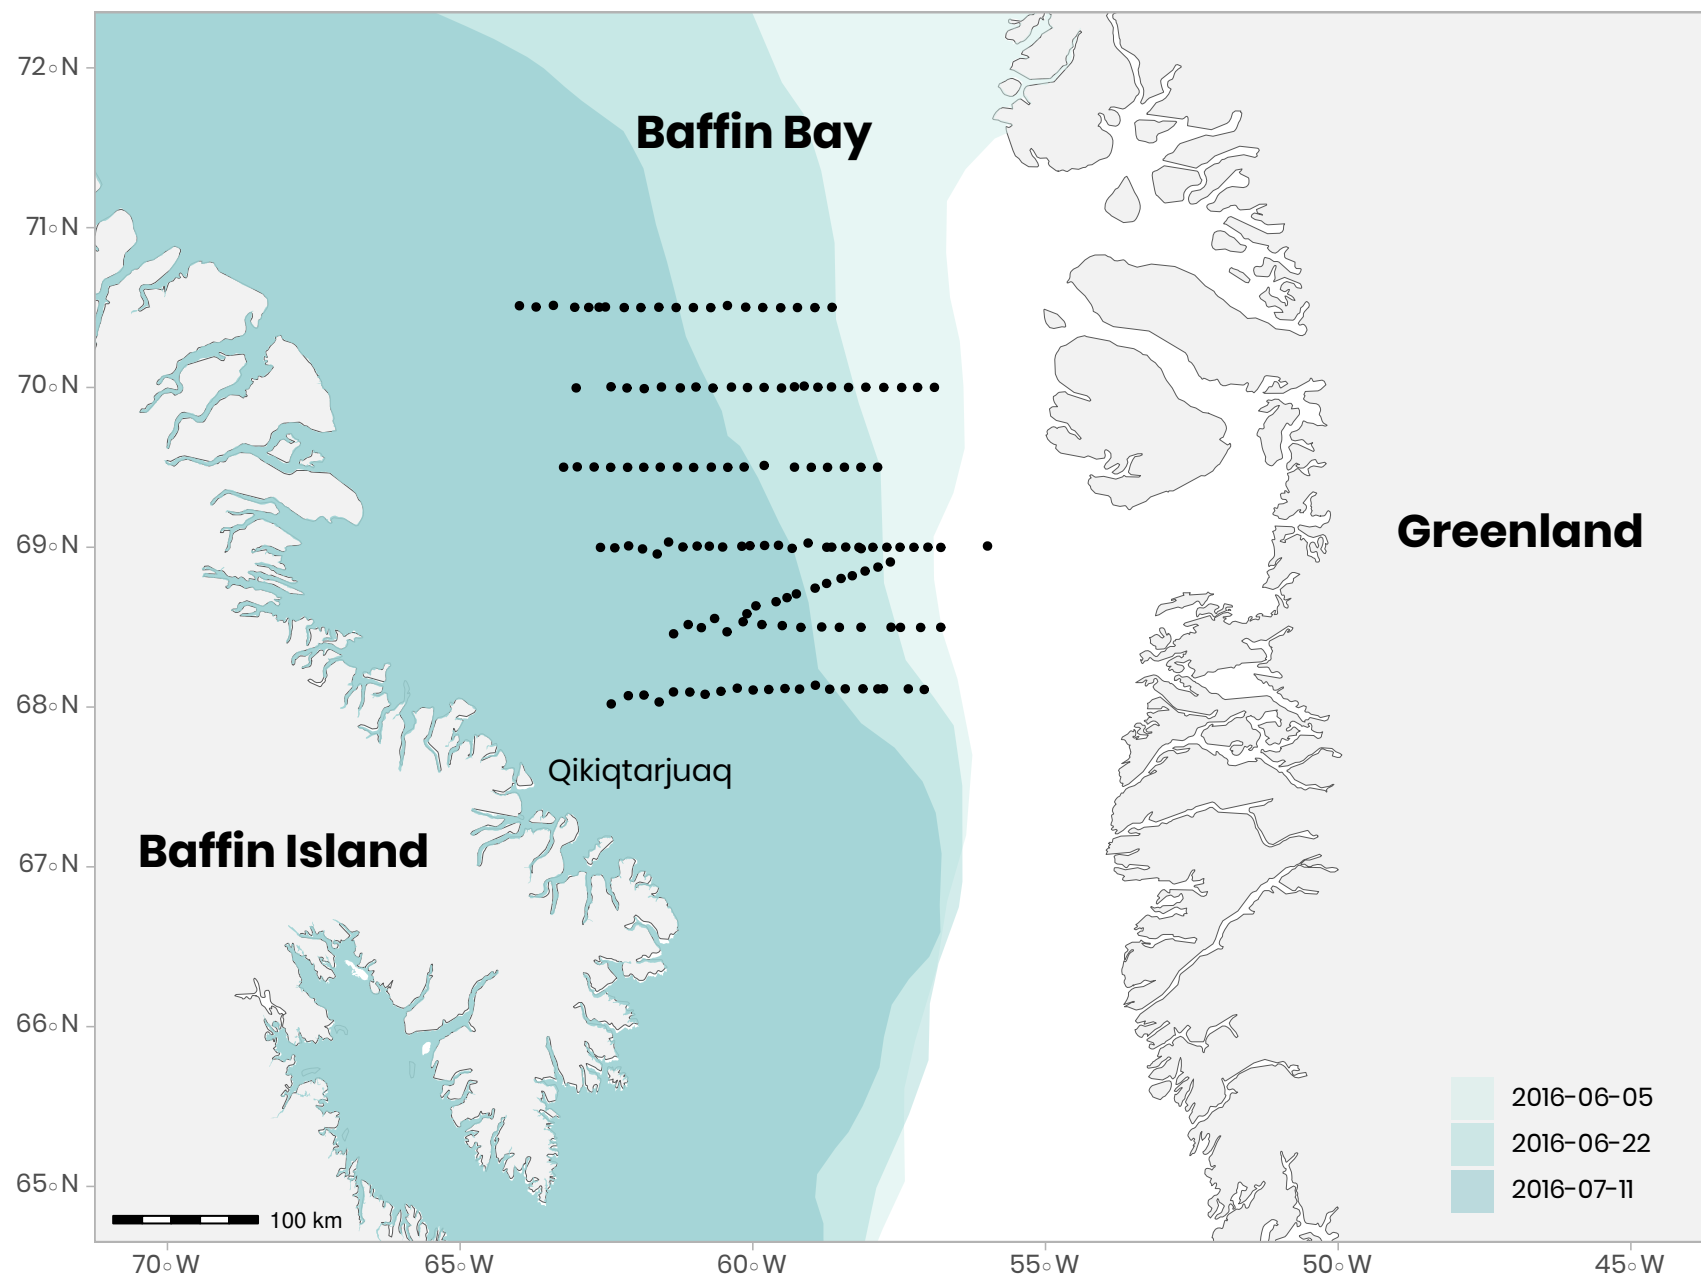 72°N
Baffin Bay
71°N
70°N
Greenland
69°N
68°N
Qikiqtarjuaq
Baffin Island
67°N
66°N
2016-06-05
2016-06-22
2016-07-11
65°N
100 km
70°W
65°W
60°W
55°W
50°W
45°W